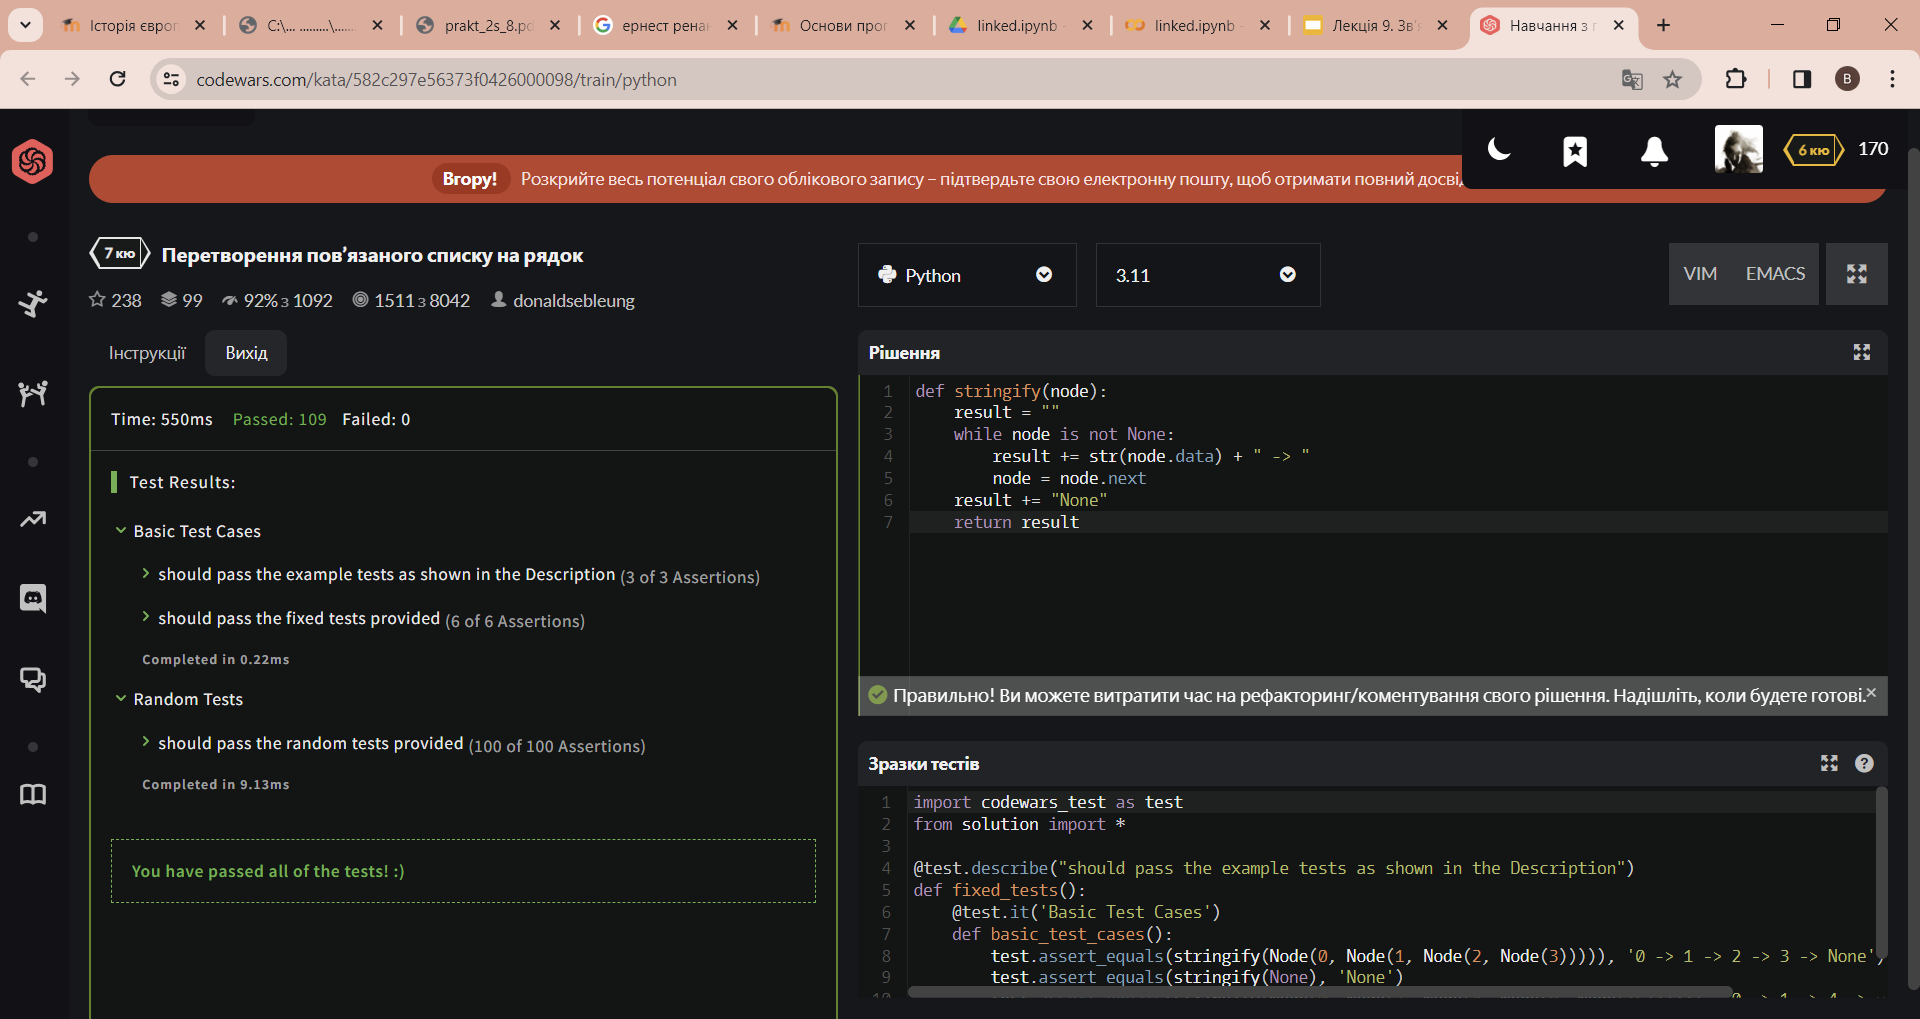 Історія європ
C:\... .........\......
prakt_2s_8.pd
ернест ренан
Основи прог
linked.ipynb
linked.ipynb
Лекція 9. Зв'я
Навчання з п
codewars.com/kata/582c297e56373f0426000098/train/python
B
Вгору! Розкрийте весь потенціал свого облікового запису – підтвердьте свою електронну пошту, щоб отримати повний досві
6 кю 170
7 кю Перетворення пов’язаного списку на рядок
238 99 92% з 1092 1511 з 8042 donaldsebleung
Python 3.11 VIM EMACS
Інструкції Вихід
Time: 550ms Passed: 109 Failed: 0
Test Results:
Basic Test Cases
should pass the example tests as shown in the Description (3 of 3 Assertions)
should pass the fixed tests provided (6 of 6 Assertions)
Completed in 0.22ms
Random Tests
should pass the random tests provided (100 of 100 Assertions)
Completed in 9.13ms
You have passed all of the tests! :)
Рішення
1 def stringify(node):
2     result = ""
3     while node is not None:
4         result += str(node.data) + " -> "
5         node = node.next
6     result += "None"
7     return result
Правильно! Ви можете витратити час на рефакторинг/коментування свого рішення. Надішліть, коли будете готові.
Зразки тестів
1 import codewars_test as test
2 from solution import *
3
4 @test.describe("should pass the example tests as shown in the Description")
5 def fixed_tests():
6     @test.it('Basic Test Cases')
7     def basic_test_cases():
8         test.assert_equals(stringify(Node(0, Node(1, Node(2, Node(3))))), '0 -> 1 -> 2 -> 3 -> None')
9         test.assert_equals(stringify(None), 'None')
10